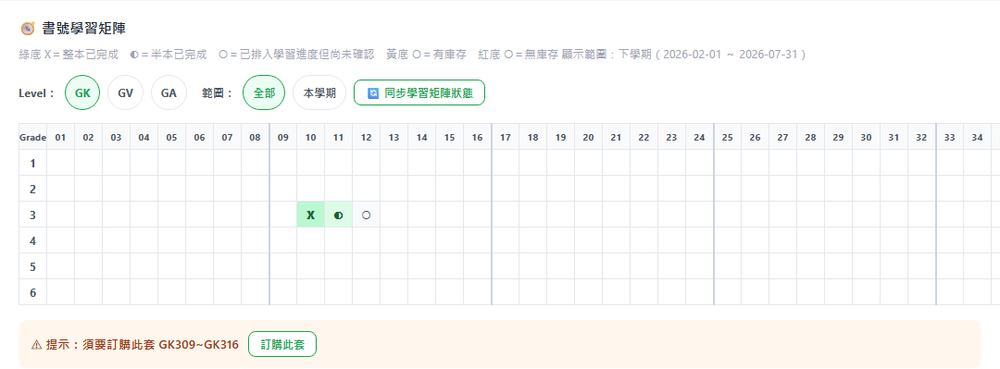 🧭 書號學習矩陣
綠底 X = 整本已完成 ◐ = 半本已完成 ○ = 已排入學習進度但尚未確認 黃底 ○ = 有庫存 紅底 ○ = 無庫存 顯示範圍：下學期（2026-02-01 ～ 2026-07-31）
Level： GK GV GA 範圍： 全部 本學期 🔄 同步學習矩陣狀態
Grade 01 02 03 04 05 06 07 08 09 10 11 12 13 14 15 16 17 18 19 20 21 22 23 24 25 26 27 28 29 30 31 32 33 34
1
2
3 X ◐ ○
4
5
6
⚠ 提示：須要訂購此套 GK309~GK316 訂購此套